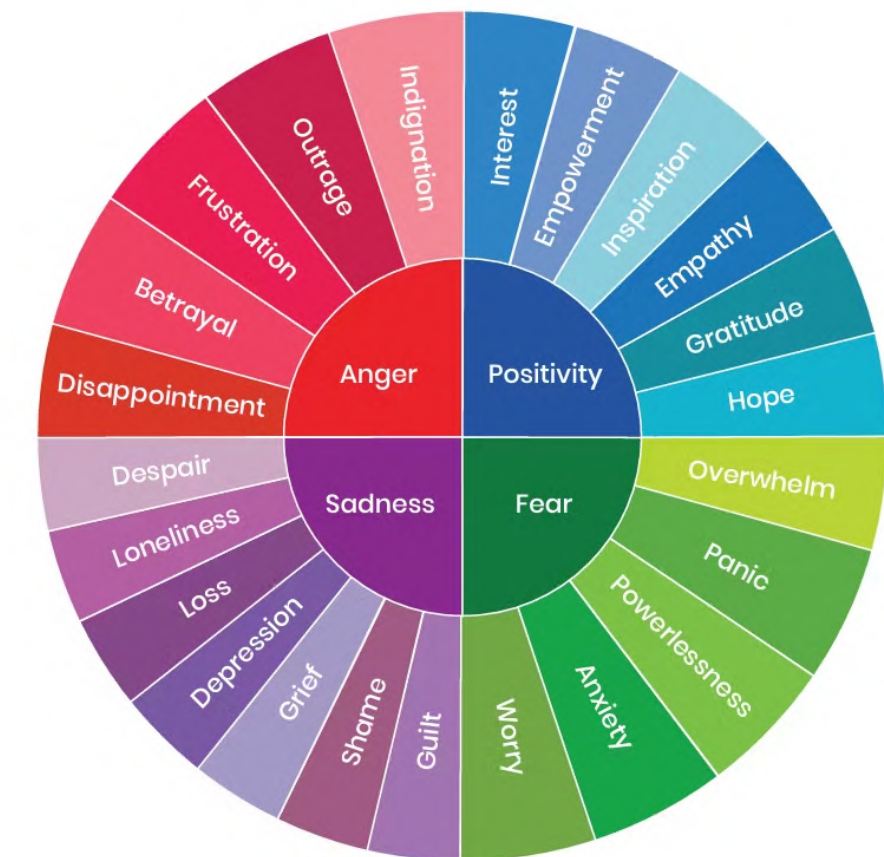 Indignation
Interest
Empowerment
Inspiration
Empathy
Gratitude
Hope
Overwhelm
Panic
Powerlessness
Anxiety
Worry
Guilt
Shame
Grief
Depression
Loss
Loneliness
Despair
Disappointment
Betrayal
Frustration
Outrage
Anger
Positivity
Sadness
Fear